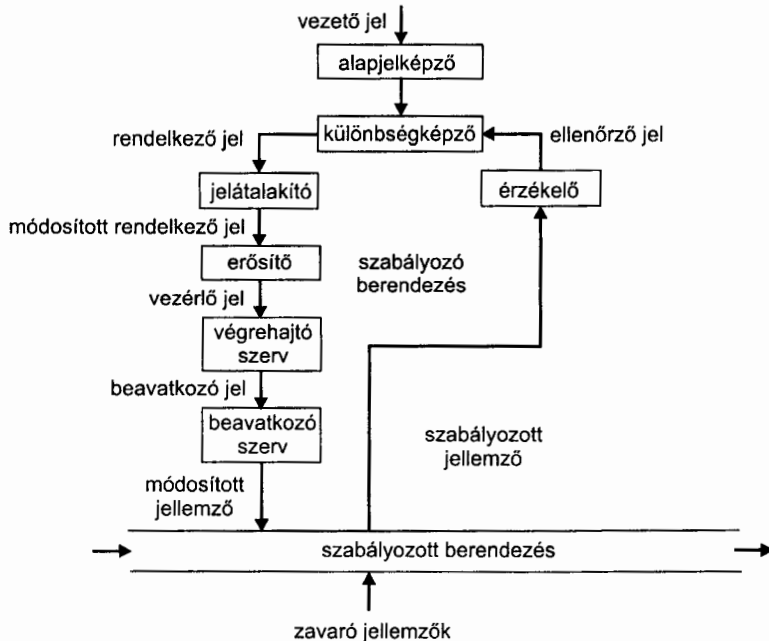 vezető jel
alapjelképző
különbségképző
rendelkező jel
ellenőrző jel
jelátalakító
érzékelő
módosított rendelkező jel
erősítő
szabályozó
berendezés
vezérlő jel
végrehajtó
szerv
beavatkozó jel
beavatkozó
szerv
szabályozott
jellemző
módosított
jellemző
szabályozott berendezés
zavaró jellemzők